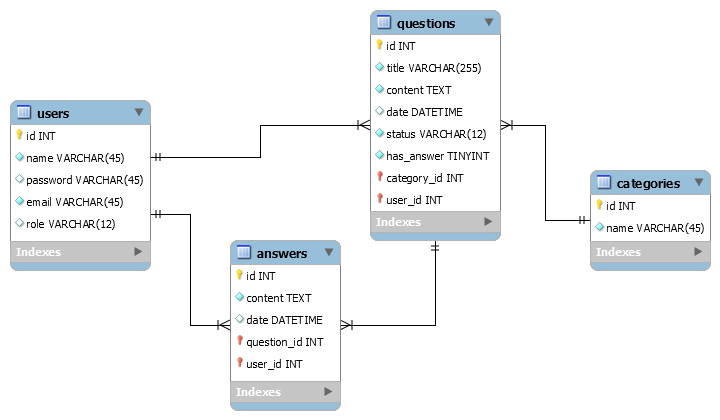 questions
id INT
title VARCHAR(255)
content TEXT
date DATETIME
status VARCHAR(12)
has_answer TINYINT
category_id INT
user_id INT
Indexes
users
id INT
name VARCHAR(45)
password VARCHAR(45)
email VARCHAR(45)
role VARCHAR(12)
Indexes
categories
id INT
name VARCHAR(45)
Indexes
answers
id INT
content TEXT
date DATETIME
question_id INT
user_id INT
Indexes